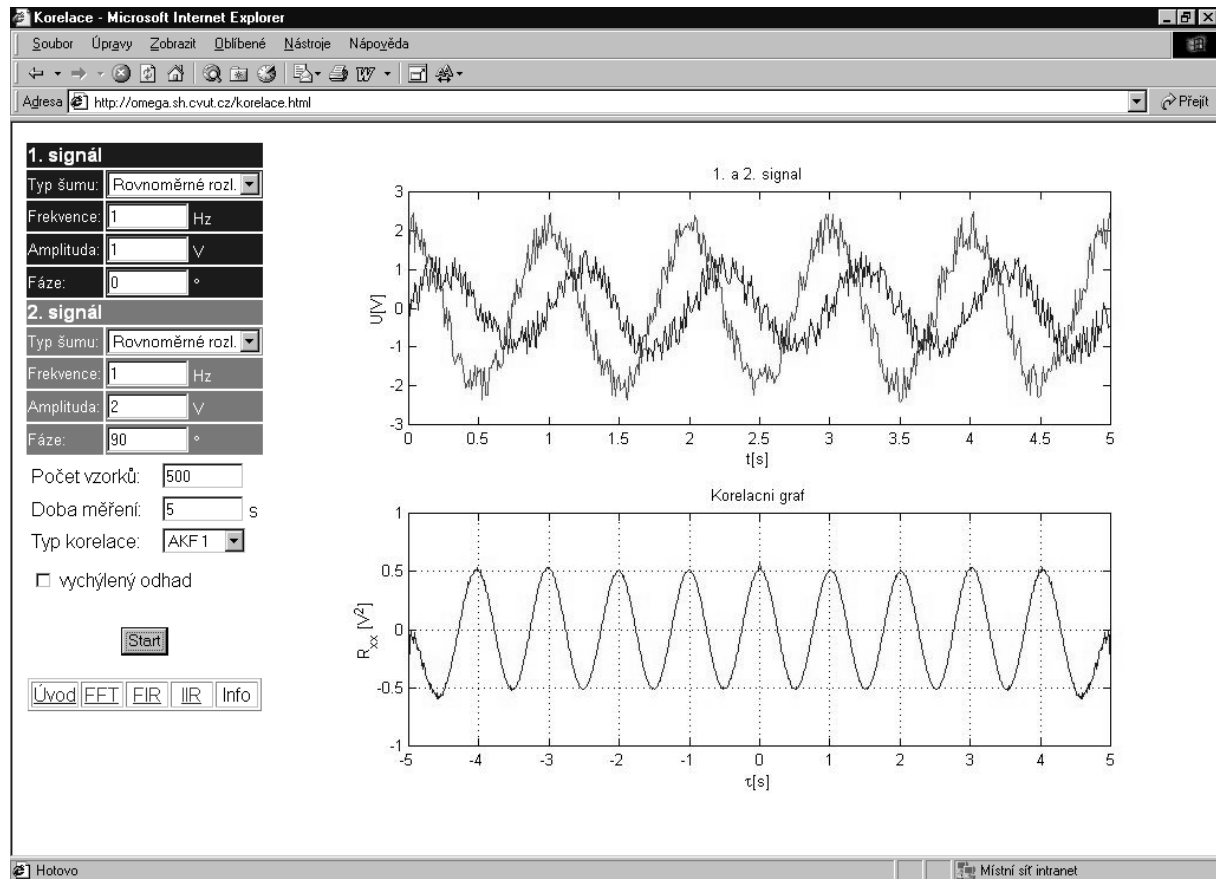 Korelace - Microsoft Internet Explorer
Soubor Úpravy Zobrazit Oblíbené Nástroje Nápověda
Adresa http://omega.sh.cvut.cz/korelace.html Přejít
1. signál
Typ šumu: Rovnoměrné rozl.
Frekvence: 1 Hz
Amplituda: 1 V
Fáze: 0 °
2. signál
Typ šumu: Rovnoměrné rozl.
Frekvence: 1 Hz
Amplituda: 2 V
Fáze: 90 °
Počet vzorků: 500
Doba měření: 5 s
Typ korelace: AKF 1
vychýlený odhad
Start
Úvod FFT FIR IIR Info
1. a 2. signal
3
2
1
0
-1
-2
-3
U[V]
0 0.5 1 1.5 2 2.5 3 3.5 4 4.5 5
t[s]
Korelacni graf
1
0.5
0
-0.5
-1
Rxx [V²]
-5 -4 -3 -2 -1 0 1 2 3 4 5
τ[s]
Hotovo Místní síť intranet